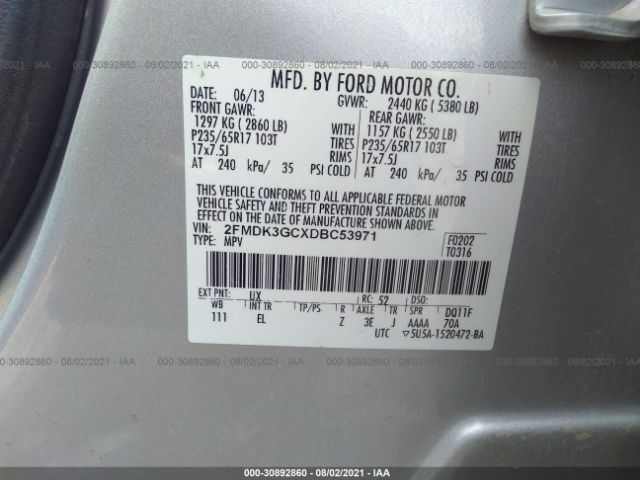 000-30892860 - 08/02/2021 - IAA
MFD. BY FORD MOTOR CO.
DATE: 06/13 GVWR: 2440 KG ( 5380 LB)
FRONT GAWR: REAR GAWR:
1297 KG ( 2860 LB) WITH 1157 KG ( 2550 LB) WITH
P235/65R17 103T TIRES P235/65R17 103T TIRES
17x7.5J RIMS 17x7.5J RIMS
AT 240 kPa/ 35 PSI COLD AT 240 kPa/ 35 PSI COLD
THIS VEHICLE CONFORMS TO ALL APPLICABLE FEDERAL MOTOR
VEHICLE SAFETY AND THEFT PREVENTION STANDARDS IN
EFFECT ON THE DATE OF MANUFACTURE SHOWN ABOVE.
VIN: 2FMDK3GCXDBC53971 F0202
TYPE: MPV T0316
EXT PNT: UX RC: 52 DSO:
WB INT TR TP/PS R AXLE TR SPR DQ11F
111 EL Z 3E J AAAA 70A
UTC ▽5U5A-1520472-BA
000-30892860 - 08/02/2021 - IAA